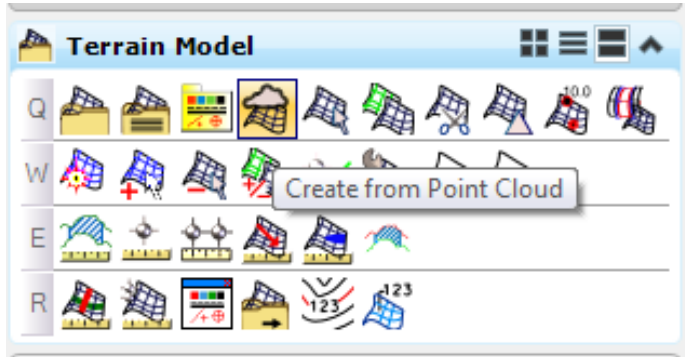 Terrain Model
Q
10.0
W
Create from Point Cloud
E
R
123
123